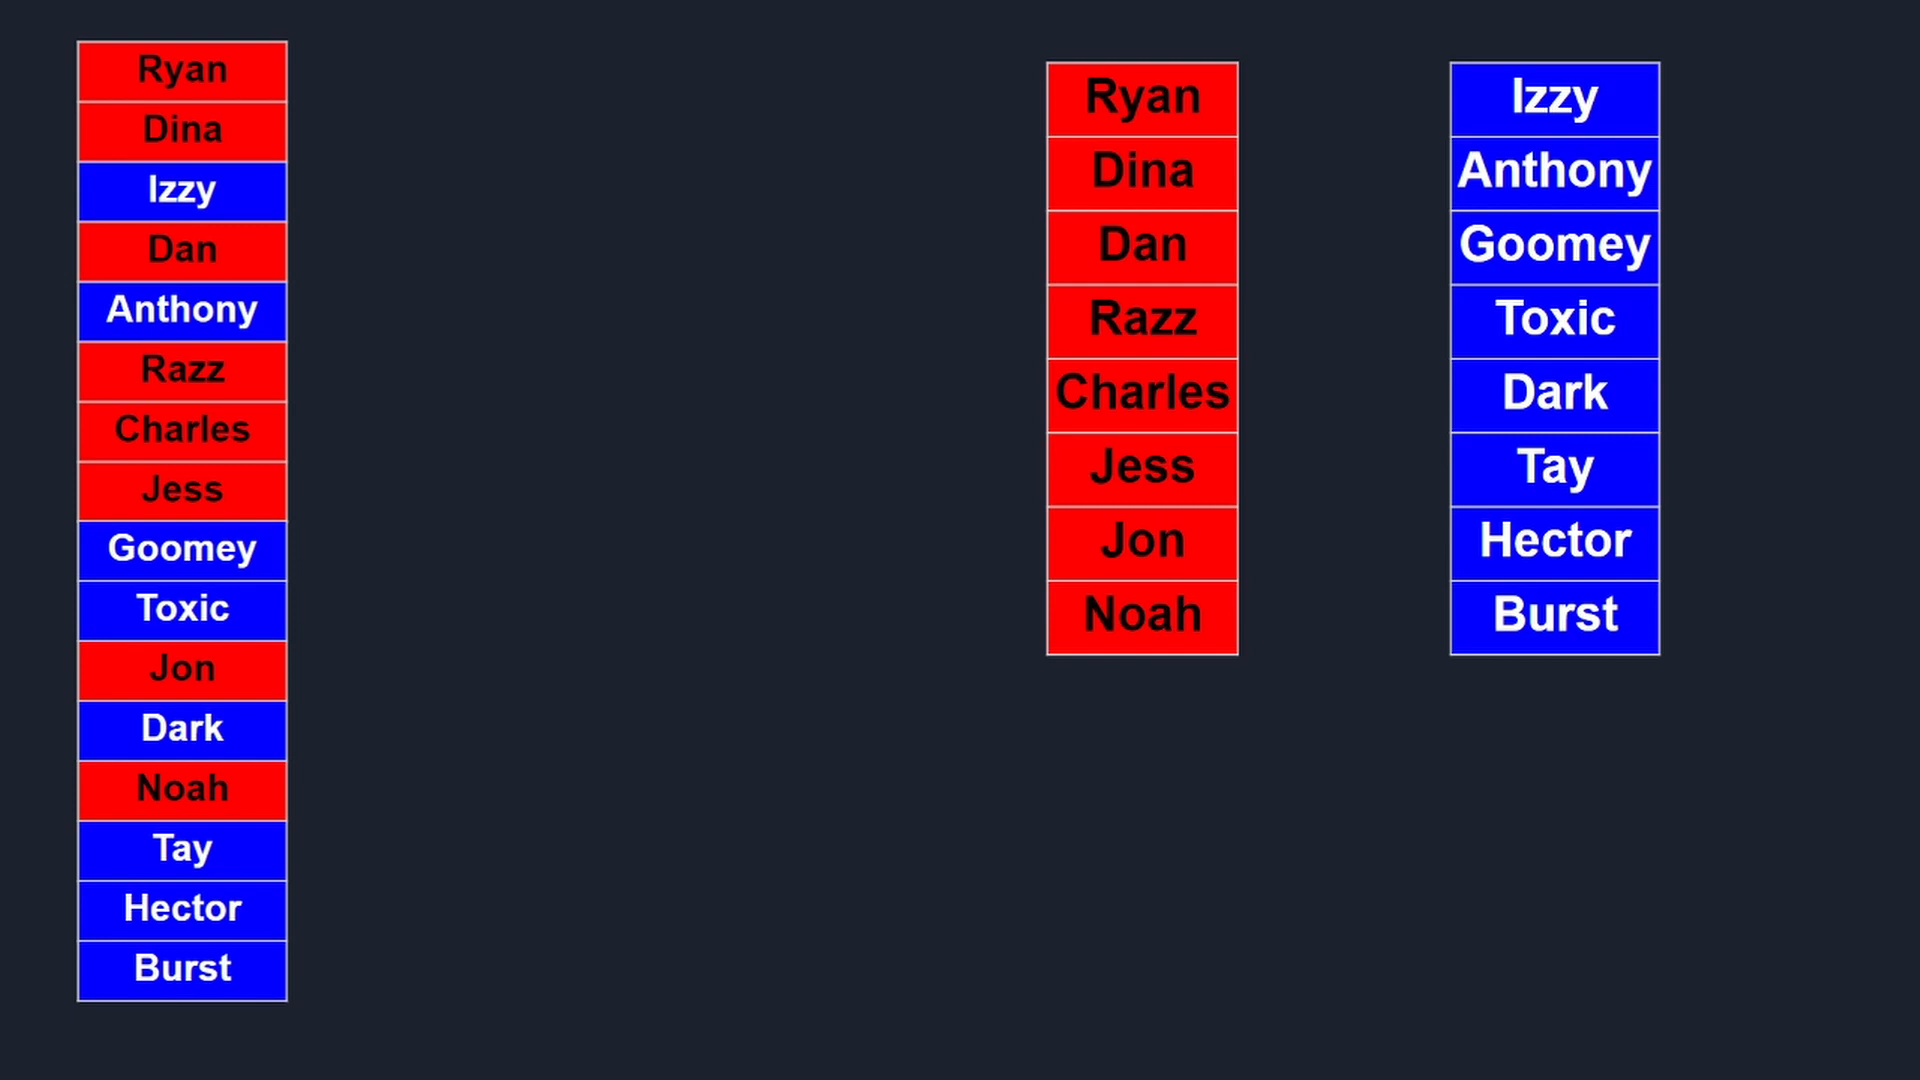 Ryan
Dina
Izzy
Dan
Anthony
Razz
Charles
Jess
Goomey
Toxic
Jon
Dark
Noah
Tay
Hector
Burst
Ryan
Dina
Dan
Razz
Charles
Jess
Jon
Noah
Izzy
Anthony
Goomey
Toxic
Dark
Tay
Hector
Burst